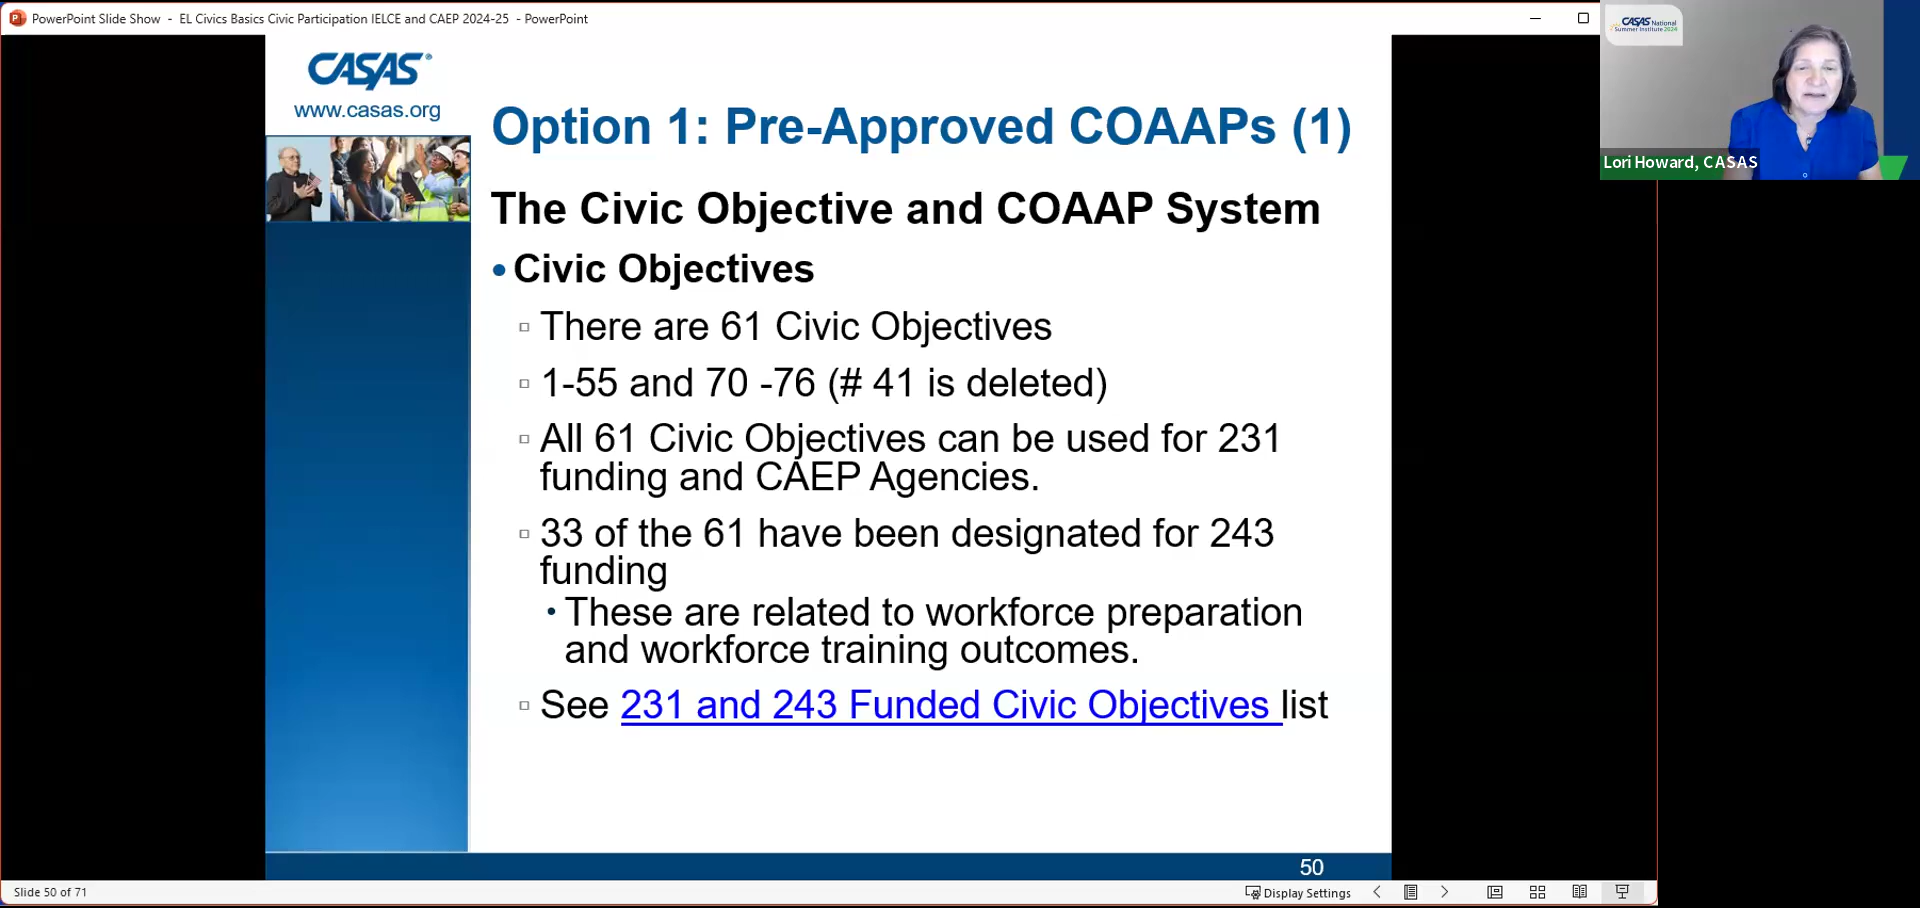 PowerPoint Slide Show - EL Civics Basics Civic Participation IELCE and CAEP 2024-25 - PowerPoint
CASAS National
Summer Institute 2024
Lori Howard, CASAS
CASAS®
www.casas.org
Option 1: Pre-Approved COAAPs (1)
The Civic Objective and COAAP System
• Civic Objectives
▫ There are 61 Civic Objectives
▫ 1-55 and 70 -76 (# 41 is deleted)
▫ All 61 Civic Objectives can be used for 231
funding and CAEP Agencies.
▫ 33 of the 61 have been designated for 243
funding
• These are related to workforce preparation
and workforce training outcomes.
▫ See 231 and 243 Funded Civic Objectives list
50
Slide 50 of 71
Display Settings